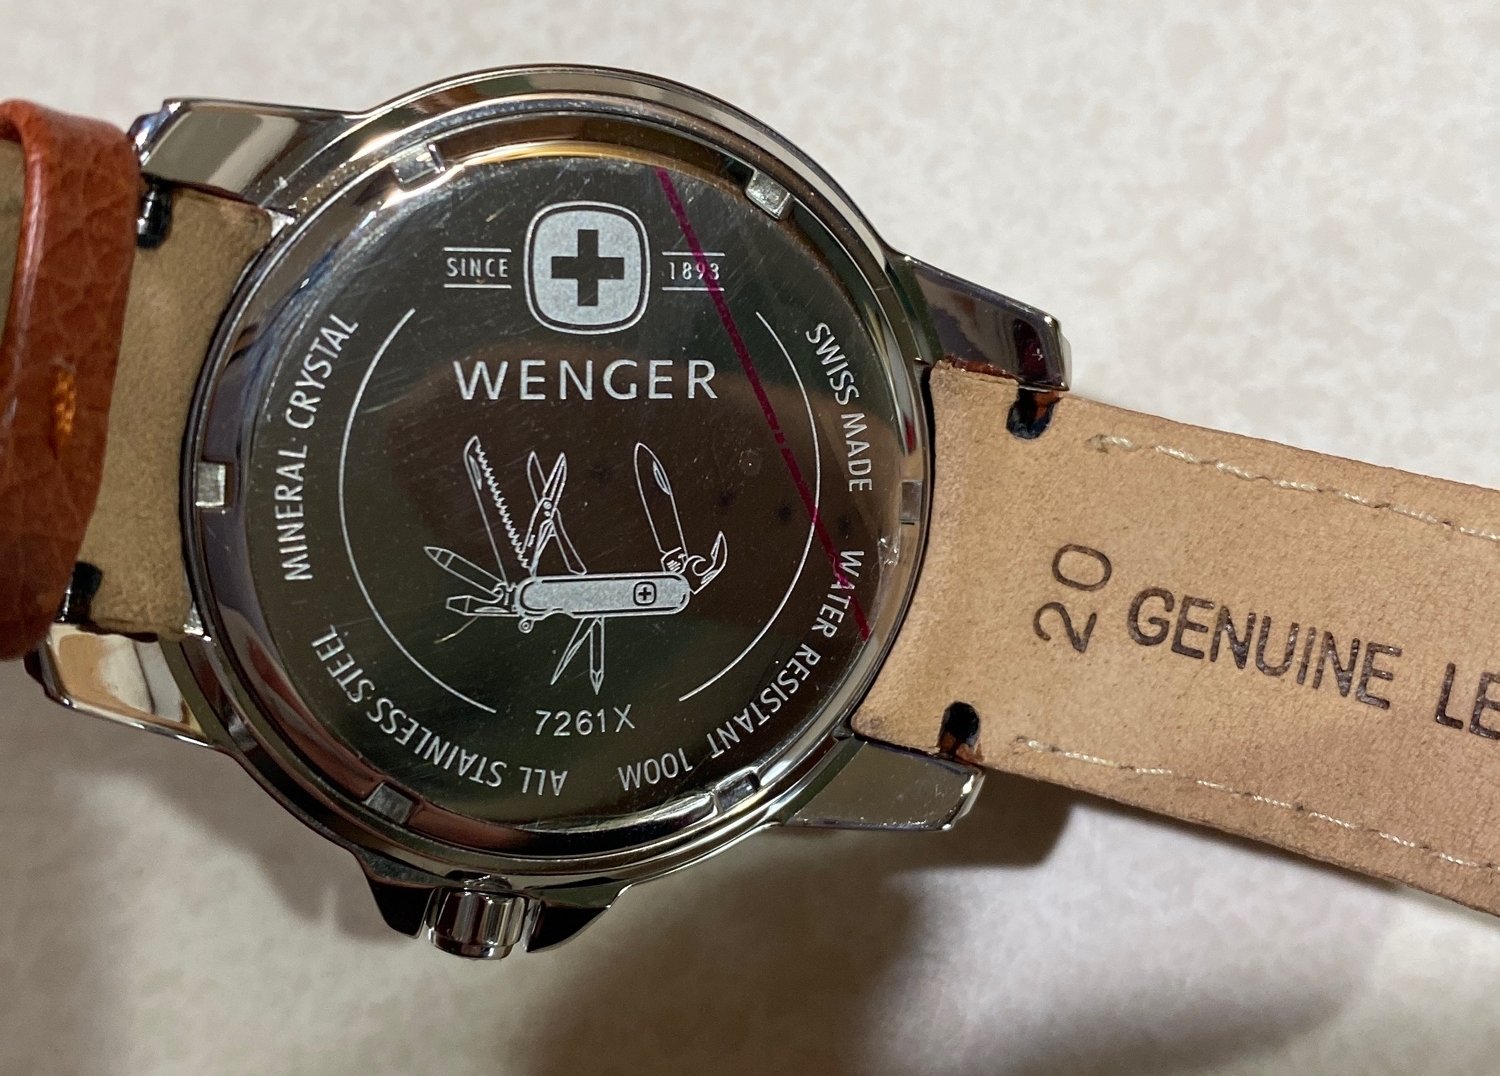 SINCE 1893
WENGER
MINERAL CRYSTAL
SWISS MADE
WATER RESISTANT 100M
ALL STAINLESS STEEL
7261X
20
GENUINE